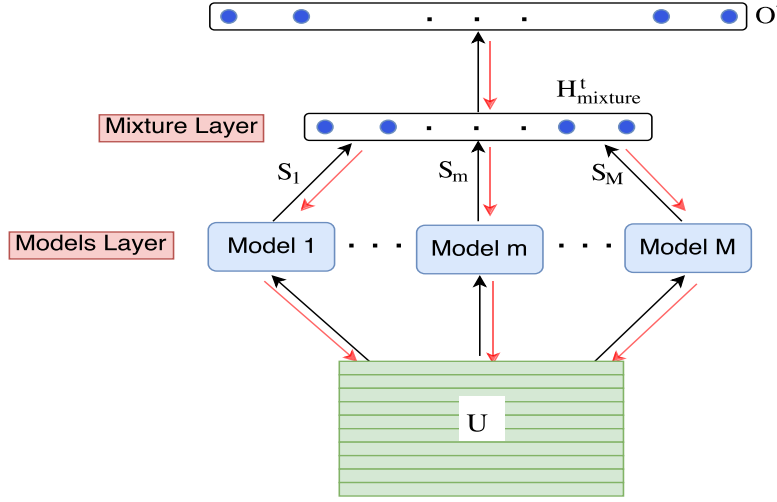 O
H^t_mixture
Mixture Layer
S_1
S_m
S_M
Models Layer
Model 1 . . . Model m . . . Model M
U